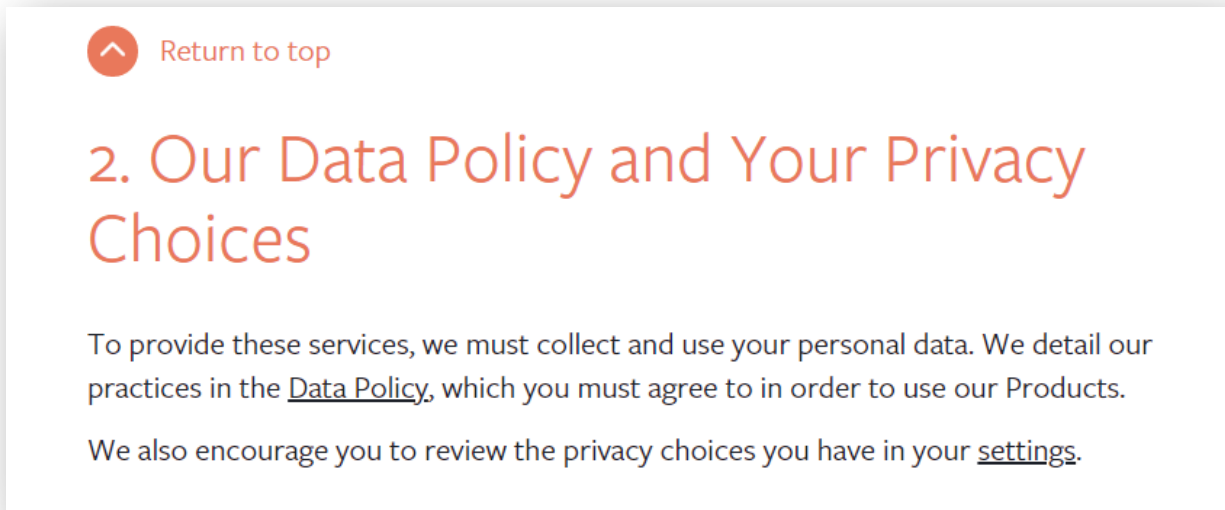 Return to top
2. Our Data Policy and Your Privacy
Choices
To provide these services, we must collect and use your personal data. We detail our
practices in the Data Policy, which you must agree to in order to use our Products.
We also encourage you to review the privacy choices you have in your settings.